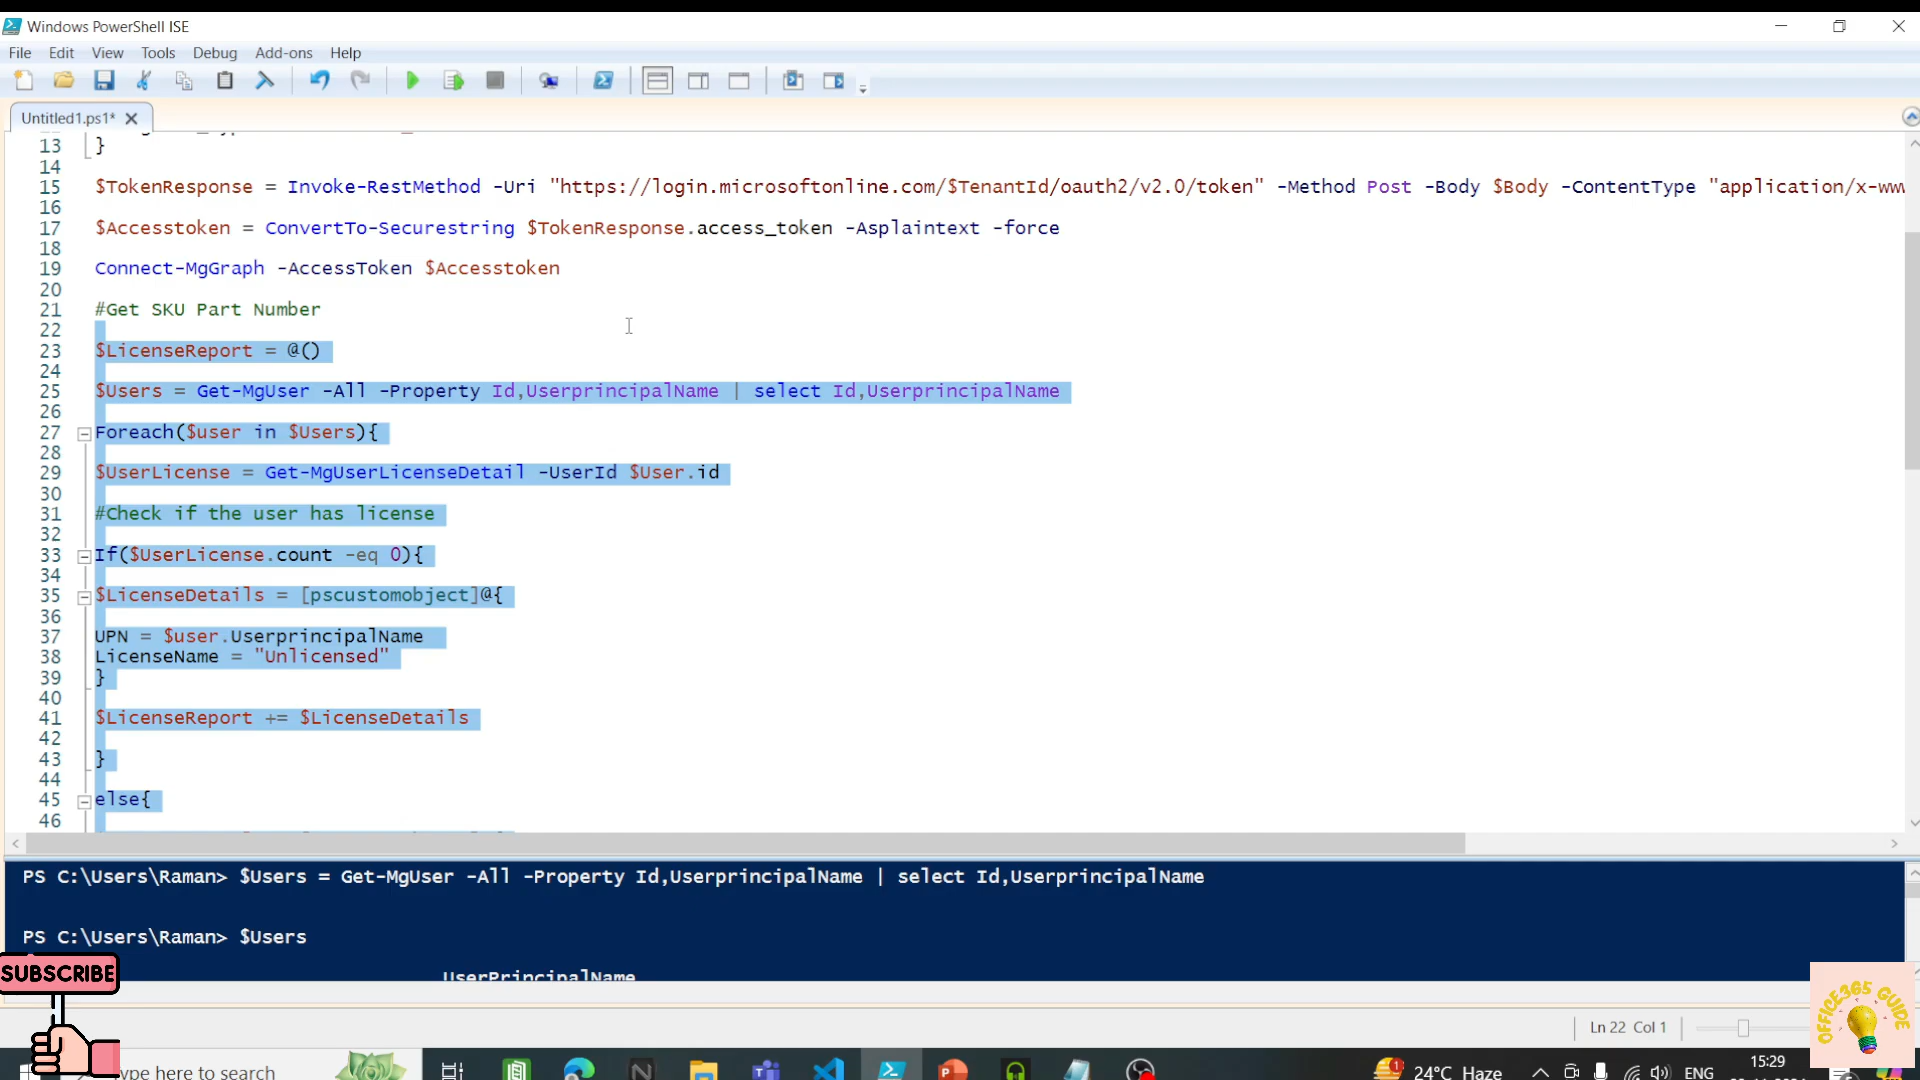 Windows PowerShell ISE
File Edit View Tools Debug Add-ons Help
Untitled1.ps1*
13 }
14
15 $TokenResponse = Invoke-RestMethod -Uri "https://login.microsoftonline.com/$TenantId/oauth2/v2.0/token" -Method Post -Body $Body -ContentType "application/x-www
16
17 $Accesstoken = ConvertTo-Securestring $TokenResponse.access_token -Asplaintext -force
18
19 Connect-MgGraph -AccessToken $Accesstoken
20
21 #Get SKU Part Number
22
23 $LicenseReport = @()
24
25 $Users = Get-MgUser -All -Property Id,UserprincipalName | select Id,UserprincipalName
26
27 Foreach($user in $Users){
28
29 $UserLicense = Get-MgUserLicenseDetail -UserId $User.id
30
31 #Check if the user has license
32
33 If($UserLicense.count -eq 0){
34
35 $LicenseDetails = [pscustomobject]@{
36
37 UPN = $user.UserprincipalName
38 LicenseName = "Unlicensed"
39 }
40
41 $LicenseReport += $LicenseDetails
42
43 }
44
45 else{
46
PS C:\Users\Raman> $Users = Get-MgUser -All -Property Id,UserprincipalName | select Id,UserprincipalName
PS C:\Users\Raman> $Users
UserPrincipalName
SUBSCRIBE
OFFICE365 GUIDE
Ln 22 Col 1
ype here to search
24°C Haze
ENG
15:29